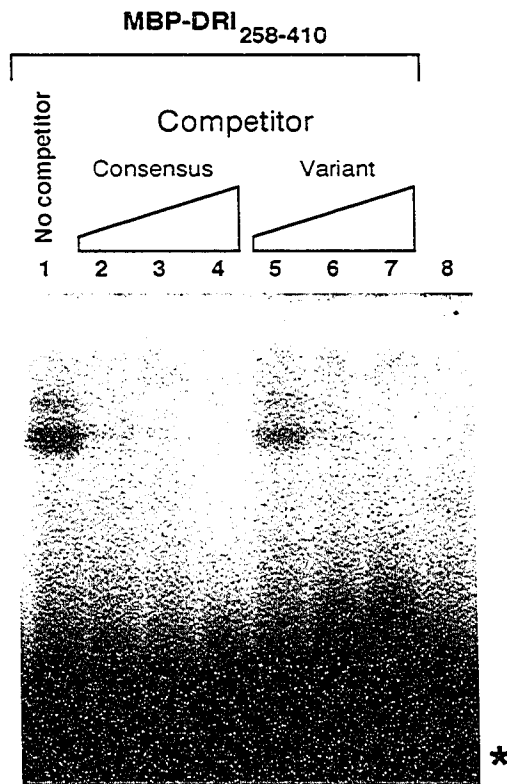 MBP-DRI258-410
No competitor
Competitor
Consensus Variant
1 2 3 4 5 6 7 8
*